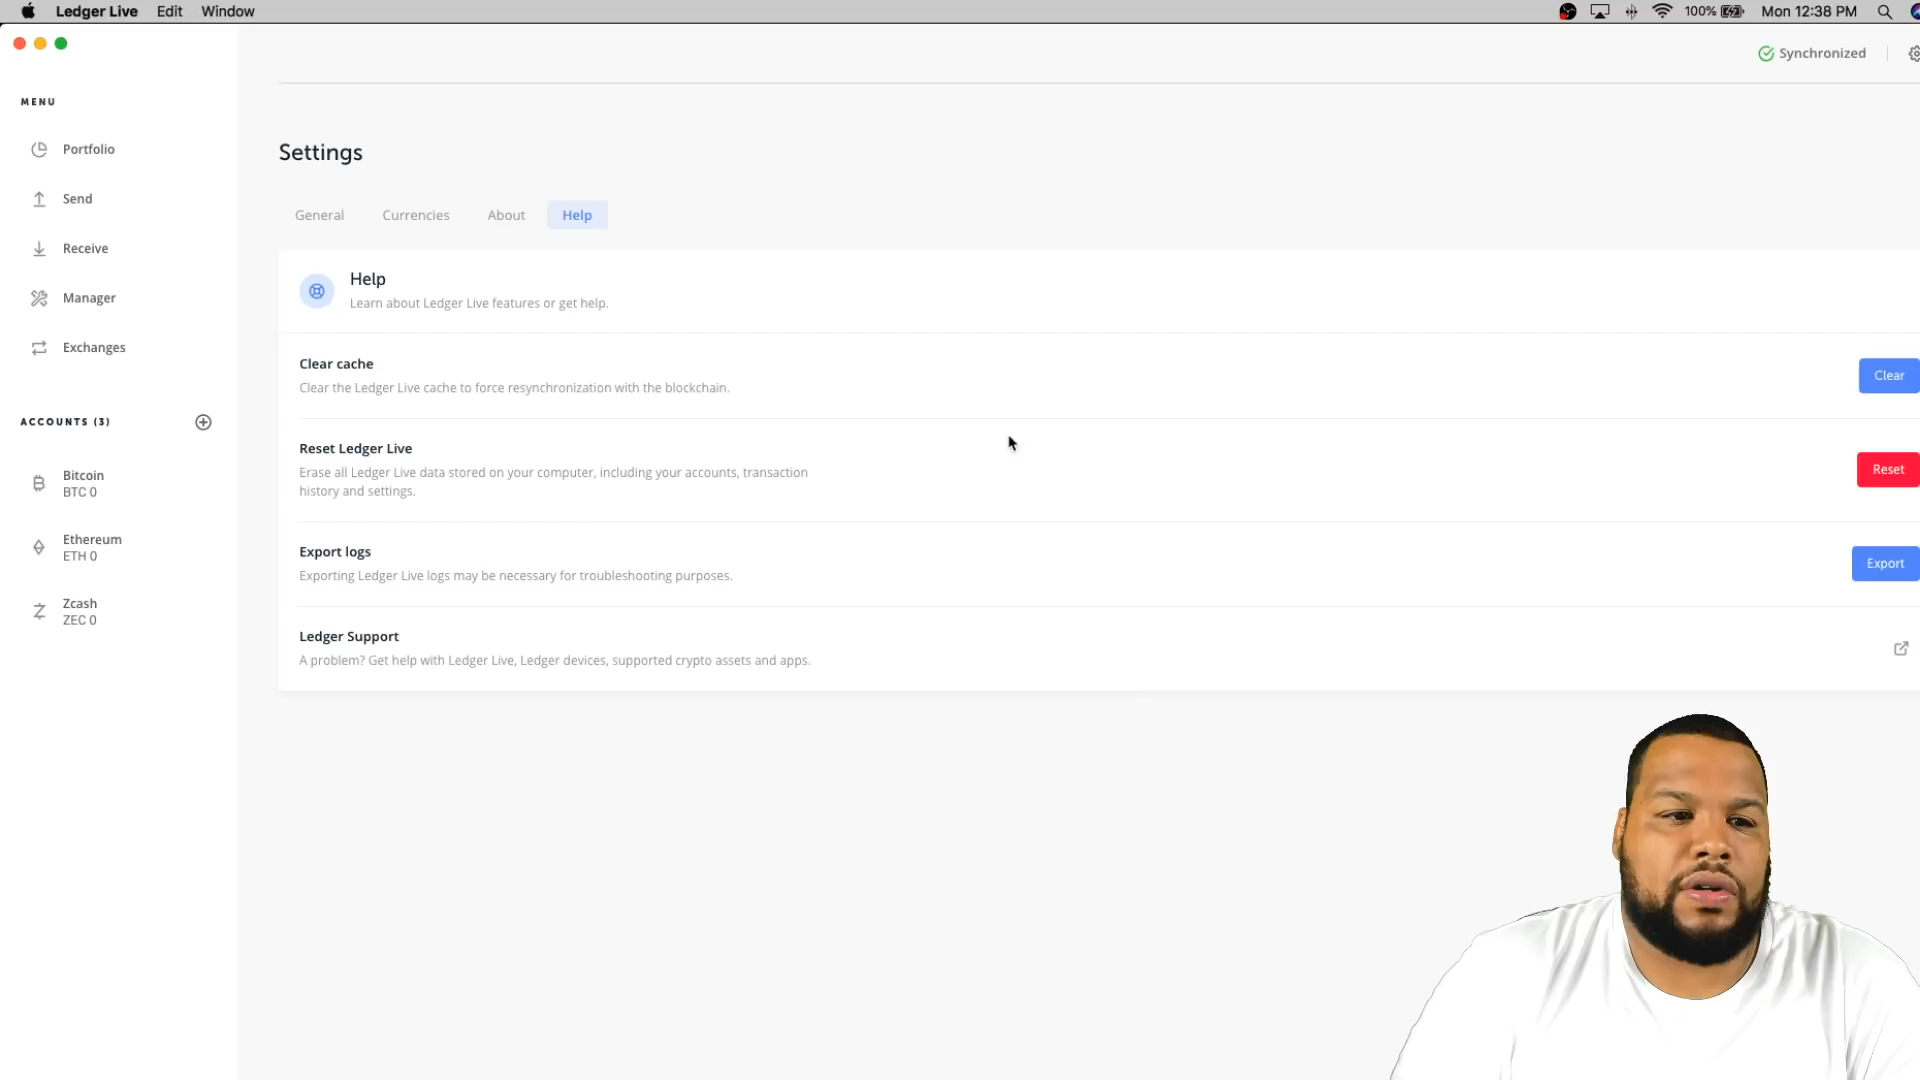 Ledger Live Edit Window
100% Mon 12:38 PM
Synchronized
MENU
Portfolio
Send
Receive
Manager
Exchanges
ACCOUNTS (3)
Bitcoin
BTC 0
Ethereum
ETH 0
Zcash
ZEC 0
Settings
General Currencies About Help
Help
Learn about Ledger Live features or get help.
Clear cache
Clear the Ledger Live cache to force resynchronization with the blockchain.
Clear
Reset Ledger Live
Erase all Ledger Live data stored on your computer, including your accounts, transaction
history and settings.
Reset
Export logs
Exporting Ledger Live logs may be necessary for troubleshooting purposes.
Export
Ledger Support
A problem? Get help with Ledger Live, Ledger devices, supported crypto assets and apps.